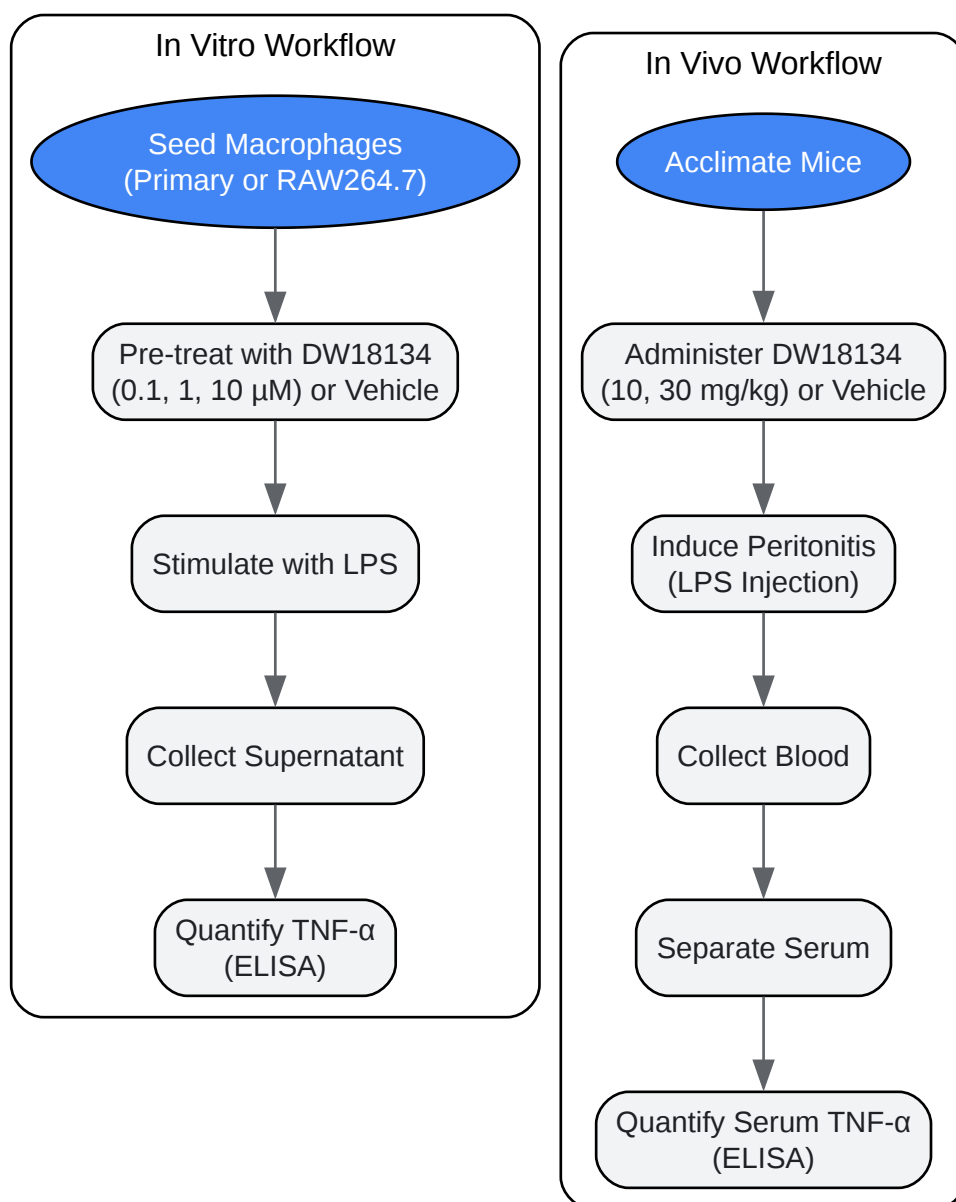 In Vitro Workflow
Seed Macrophages
(Primary or RAW264.7)
Pre-treat with DW18134
(0.1, 1, 10 µM) or Vehicle
Stimulate with LPS
Collect Supernatant
Quantify TNF-α
(ELISA)
In Vivo Workflow
Acclimate Mice
Administer DW18134
(10, 30 mg/kg) or Vehicle
Induce Peritonitis
(LPS Injection)
Collect Blood
Separate Serum
Quantify Serum TNF-α
(ELISA)